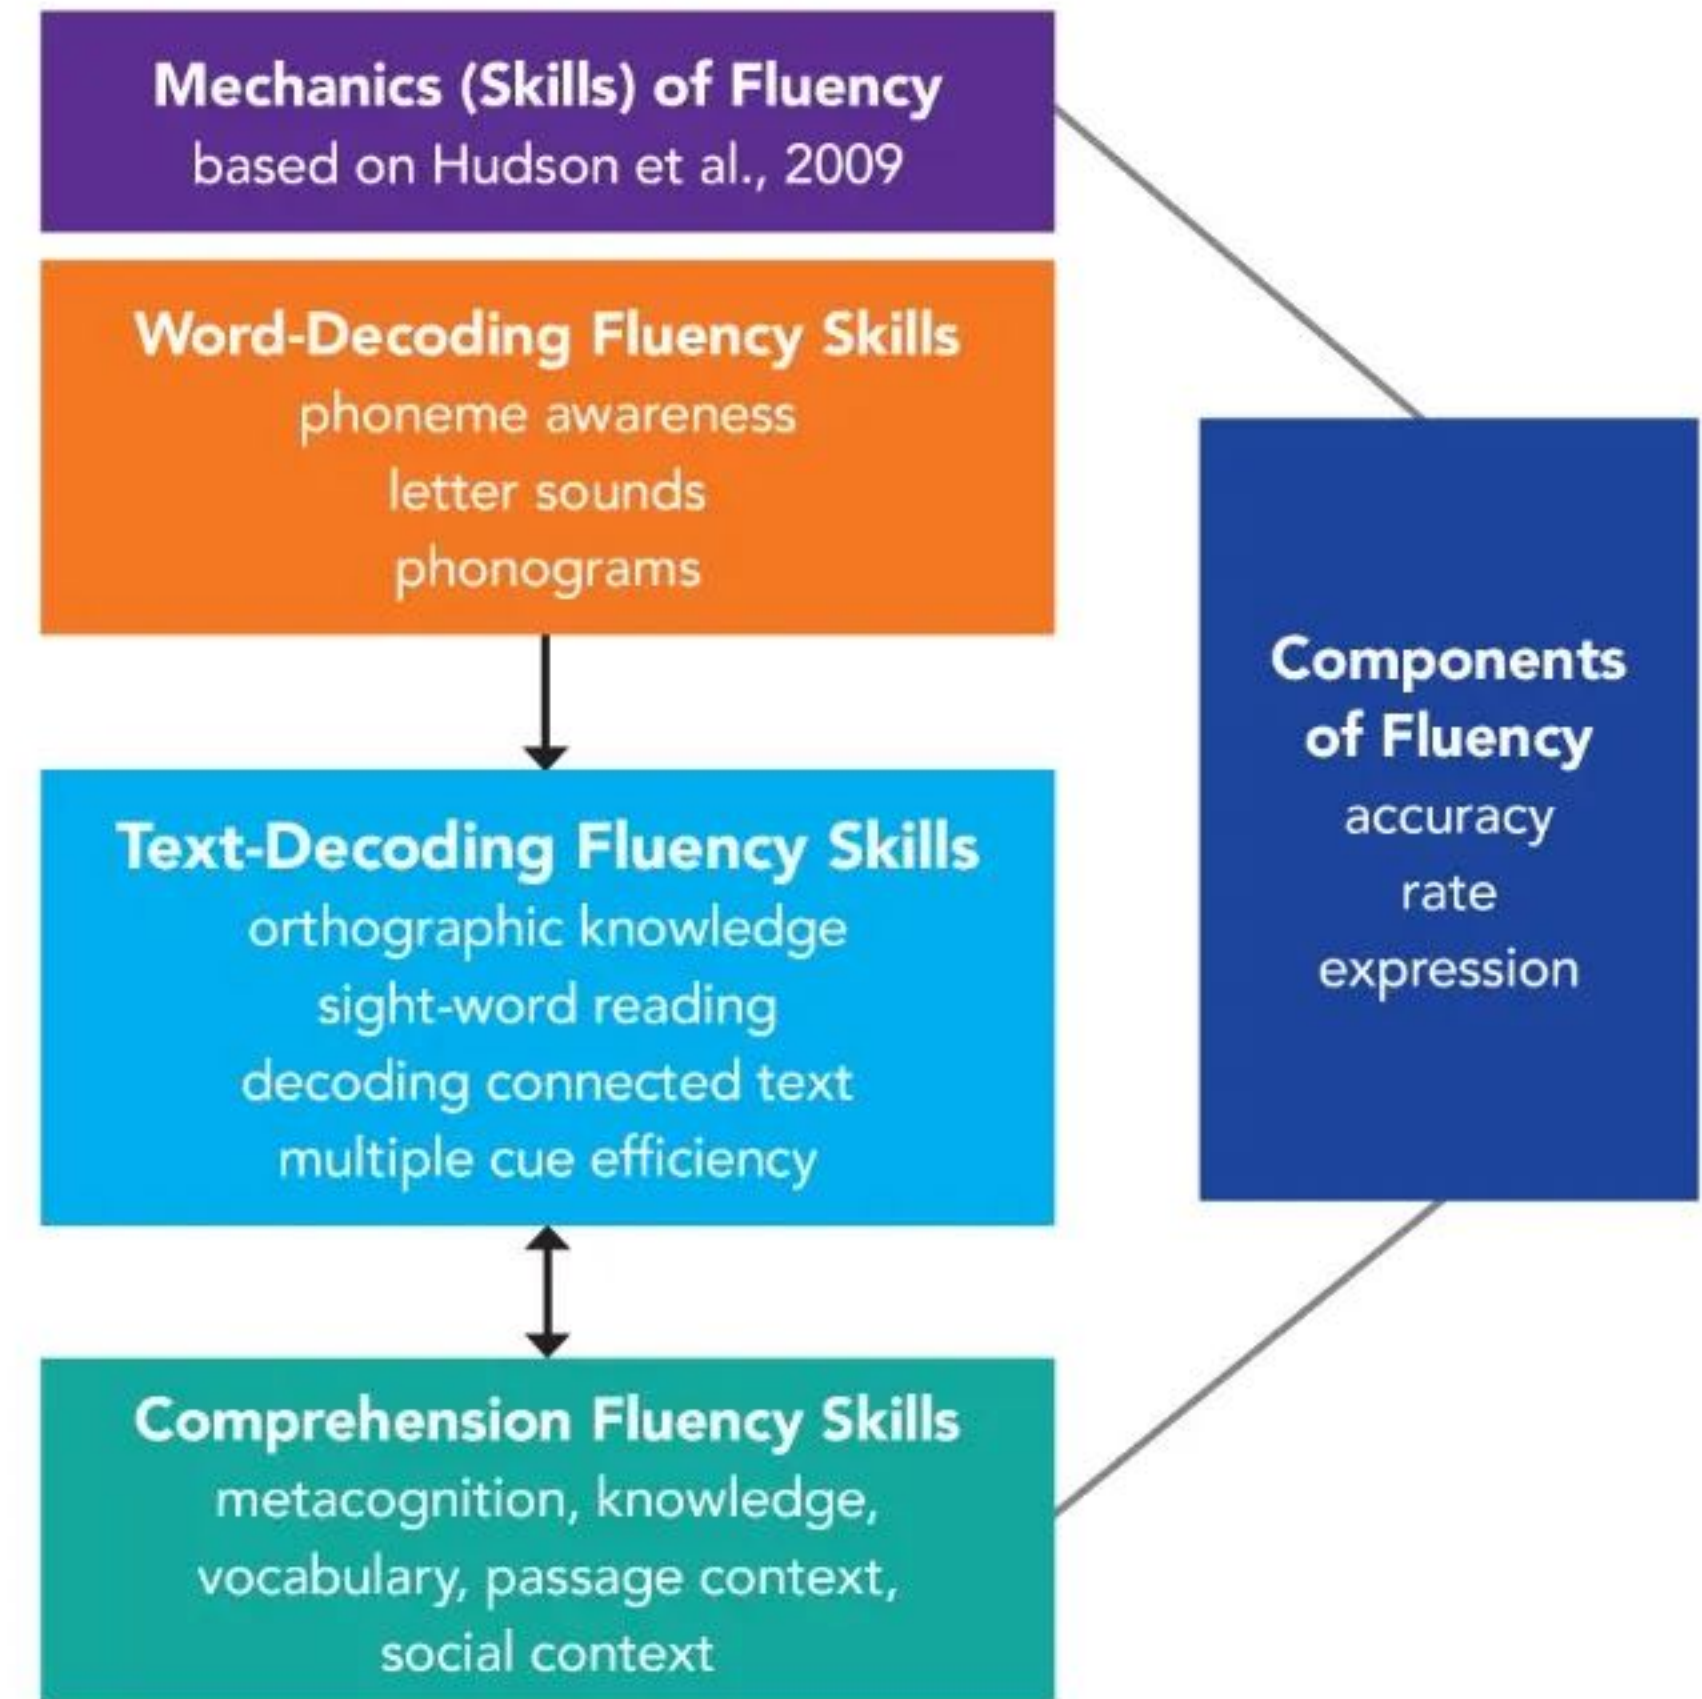 Mechanics (Skills) of Fluency
based on Hudson et al., 2009
Word-Decoding Fluency Skills
phoneme awareness
letter sounds
phonograms
Text-Decoding Fluency Skills
orthographic knowledge
sight-word reading
decoding connected text
multiple cue efficiency
Comprehension Fluency Skills
metacognition, knowledge,
vocabulary, passage context,
social context
Components
of Fluency
accuracy
rate
expression